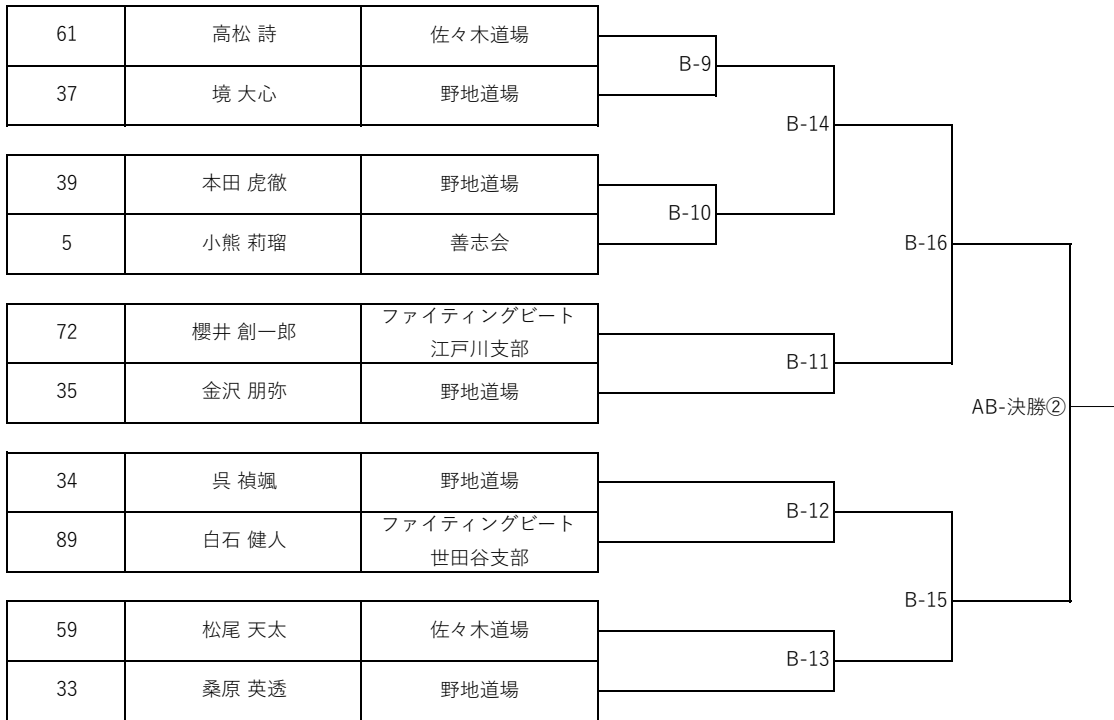 61 高松 詩 佐々木道場
B-9
37 境 大心 野地道場
B-14
39 本田 虎徹 野地道場
B-10
5 小熊 莉瑠 善志会
B-16
72 櫻井 創一郎 ファイティングビート
江戸川支部
B-11
35 金沢 朋弥 野地道場
AB-決勝②
34 呉 禎颯 野地道場
B-12
89 白石 健人 ファイティングビート
世田谷支部
B-15
59 松尾 天太 佐々木道場
B-13
33 桑原 英透 野地道場